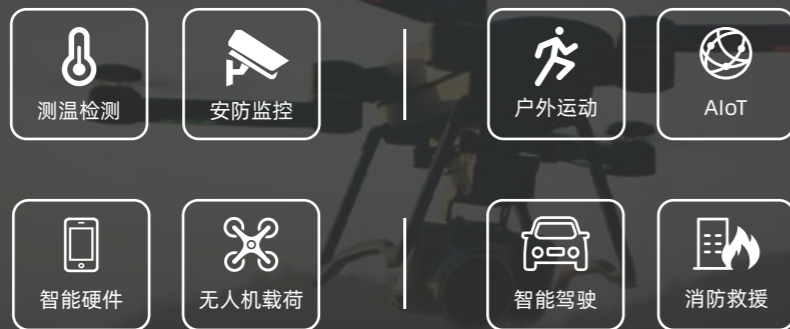 测温检测
安防监控
户外运动
AIoT
智能硬件
无人机载荷
智能驾驶
消防救援